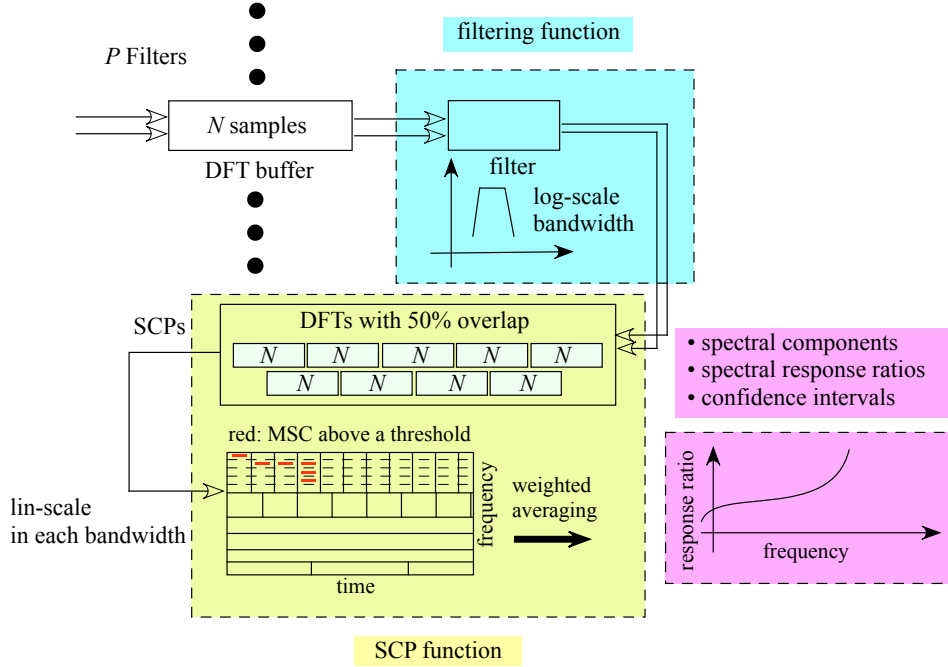 filtering function
P Filters
N samples
DFT buffer
filter
log-scale
bandwidth
SCPs
DFTs with 50% overlap
N N N N N
N N N N
• spectral components
• spectral response ratios
• confidence intervals
red: MSC above a threshold
frequency
weighted
averaging
lin-scale
in each bandwidth
time
response ratio
frequency
SCP function